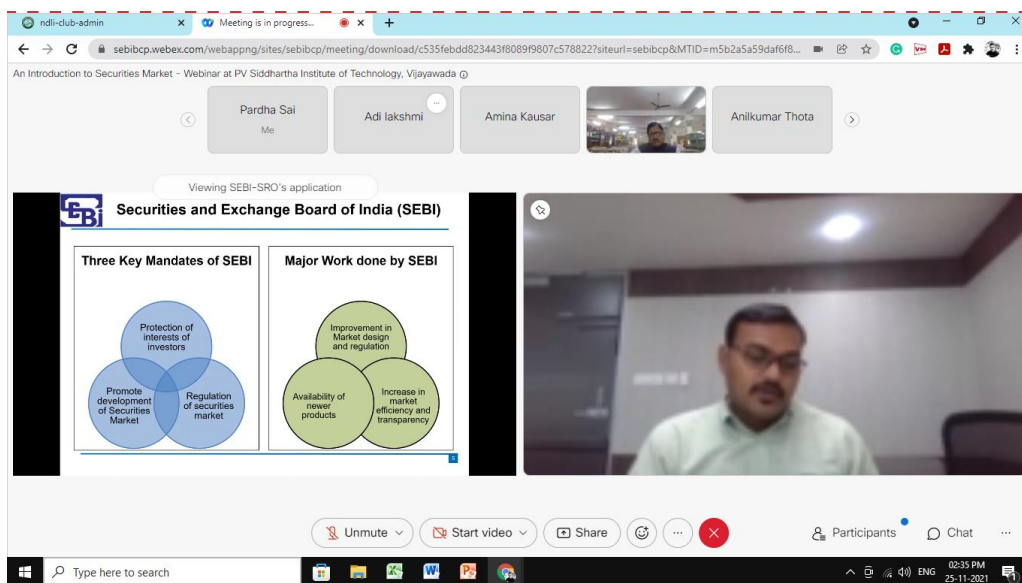 ndli-club-admin
Meeting is in progress...
sebibcp.webex.com/webappng/sites/sebibcp/meeting/download/c535febdd823443f8089f9807c578822?siteurl=sebibcp&MTID=m5b2a5a59daf6f8...
An Introduction to Securities Market - Webinar at PV Siddhartha Institute of Technology, Vijayawada
Pardha Sai
Me
Adi lakshmi
Amina Kausar
Anilkumar Thota
Viewing SEBI-SRO's application
SEBI
Securities and Exchange Board of India (SEBI)
Three Key Mandates of SEBI
Protection of
interests of
investors
Promote
development
of Securities
Market
Regulation
of securities
market
Major Work done by SEBI
Improvement in
Market design
and regulation
Availability of
newer
products
Increase in
market
efficiency and
transparency
5
Unmute
Start video
Share
Participants
Chat
Type here to search
ENG
02:35 PM
25-11-2021